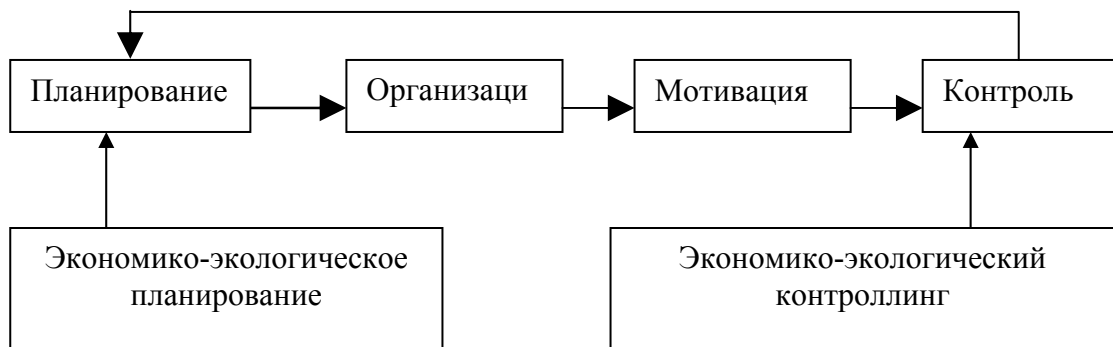 Планирование
Организаци
Мотивация
Контроль
Экономико-экологическое
планирование
Экономико-экологический
контроллинг